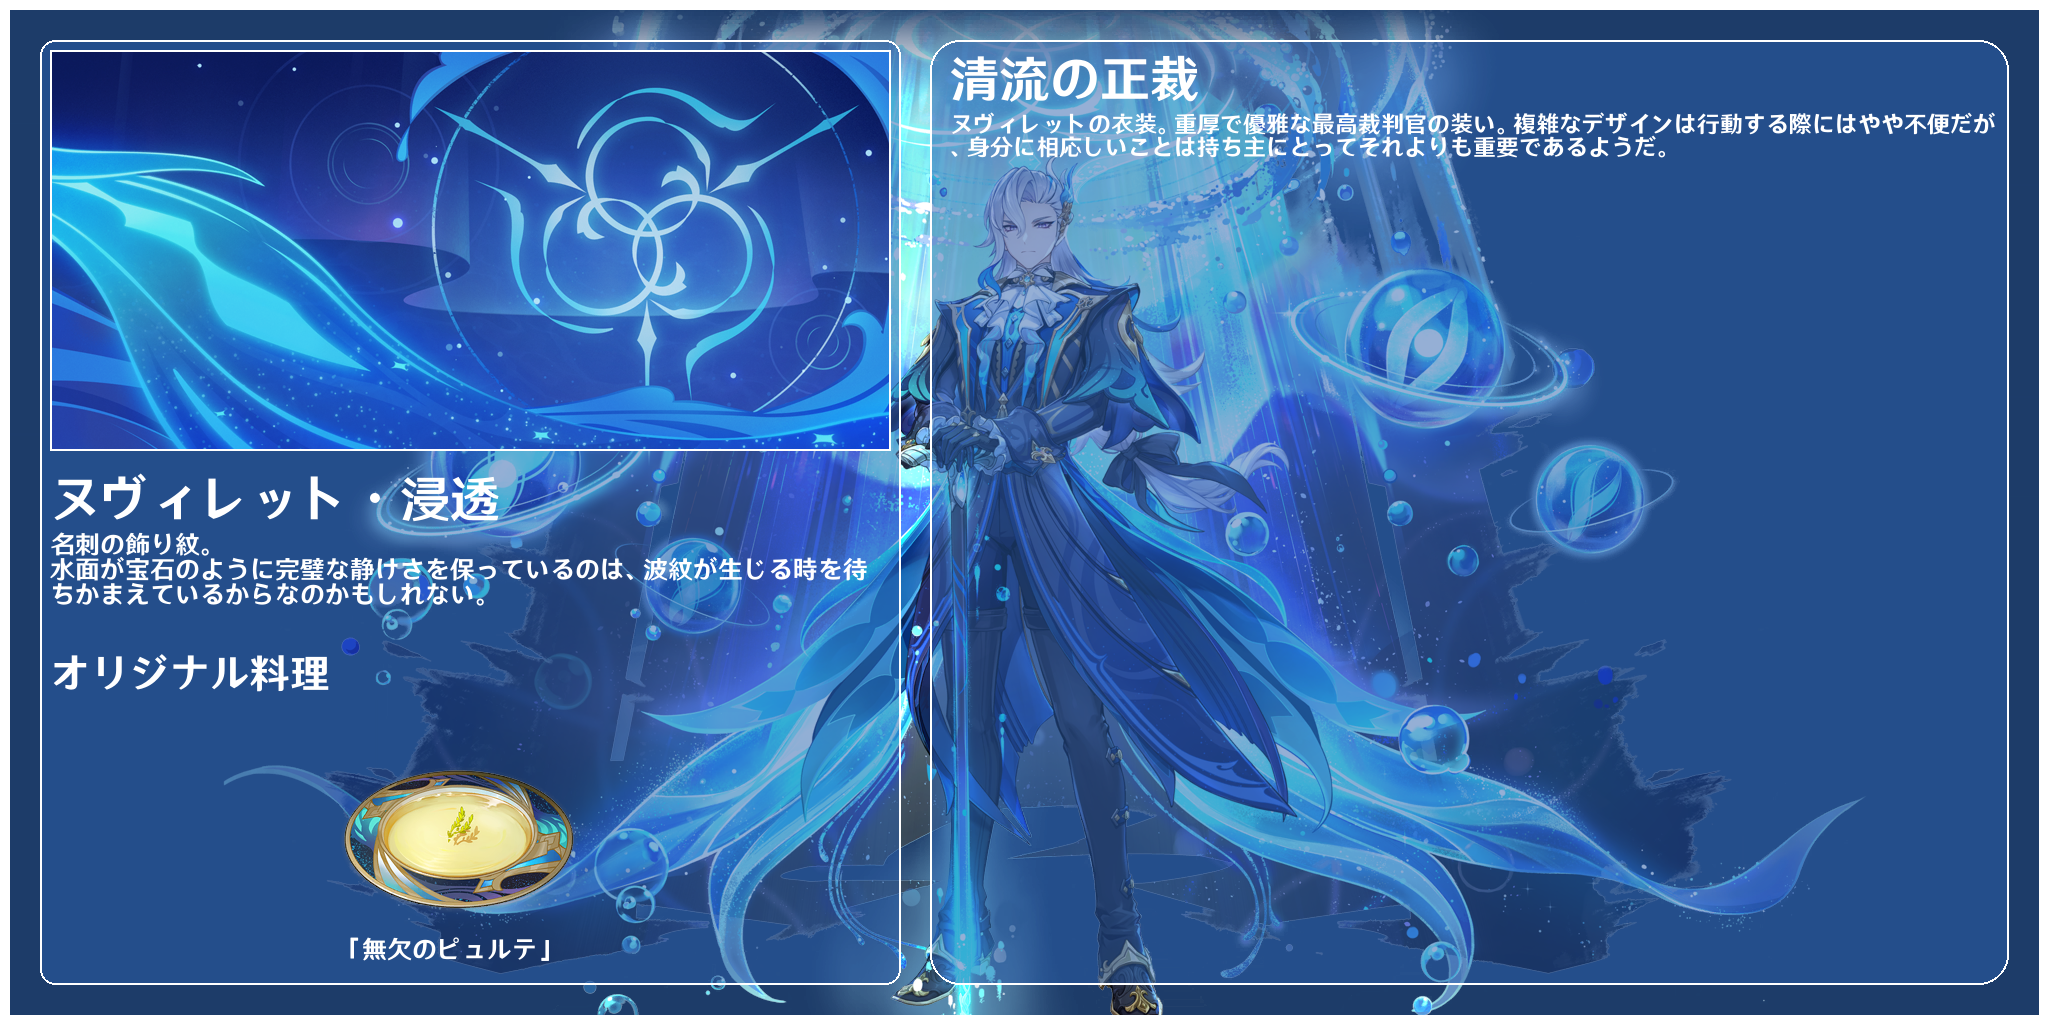 ヌヴィレット・浸透
名刺の飾り紋。
水面が宝石のように完璧な静けさを保っているのは、波紋が生じる時を待
ちかまえているからなのかもしれない。
オリジナル料理
「無欠のピュルテ」
清流の正裁
ヌヴィレットの衣装。重厚で優雅な最高裁判官の装い。複雑なデザインは行動する際にはやや不便だが
、身分に相応しいことは持ち主にとってそれよりも重要であるようだ。